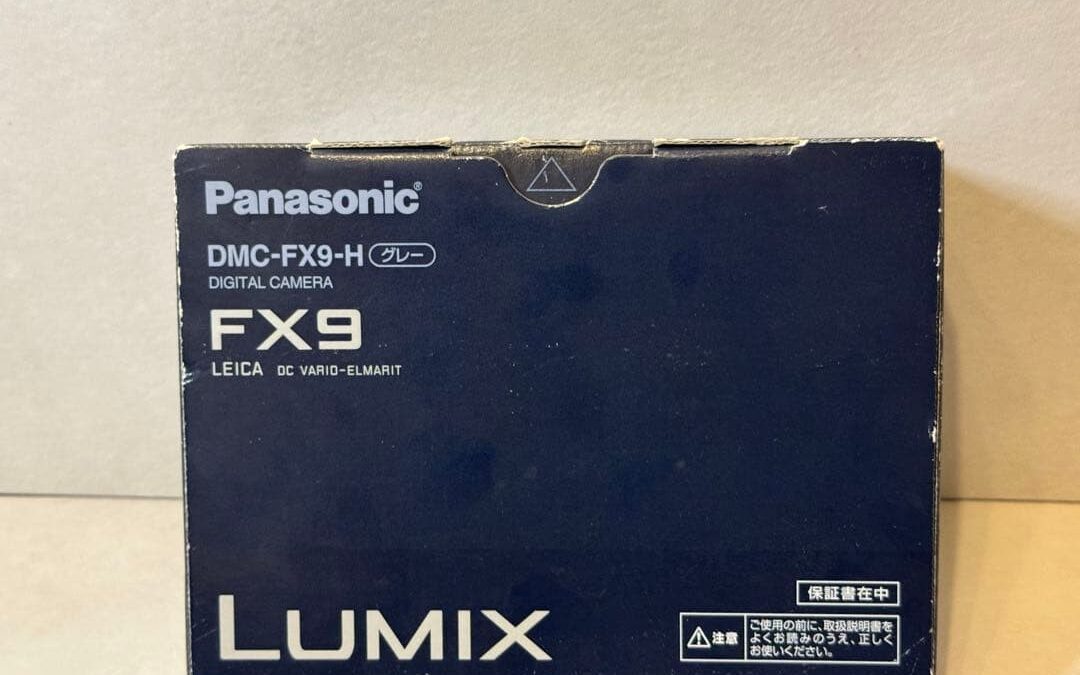 Panasonic®
DMC-FX9-H グレー
DIGITAL CAMERA
FX9
LEICA DC VARIO-ELMARIT
LUMIX
保証書在中
注意
ご使用の前に、取扱説明書を
よくお読みのうえ、正しく
お使いください。